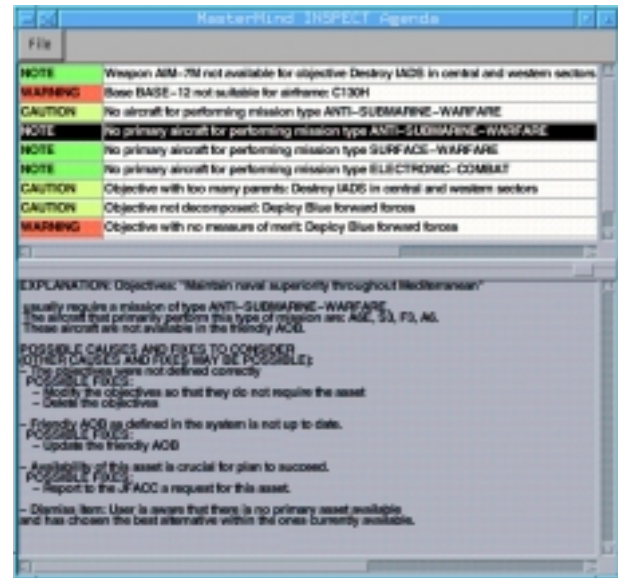 MasterMind INSPECT Agenda
File
NOTE Weapon AIM-7M not available for objective Destroy IADS in central and western sectors
WARNING Base BASE-12 not suitable for airframe: C130H
CAUTION No aircraft for performing mission type ANTI-SUBMARINE-WARFARE
NOTE No primary aircraft for performing mission type ANTI-SUBMARINE-WARFARE
NOTE No primary aircraft for performing mission type SURFACE-WARFARE
NOTE No primary aircraft for performing mission type ELECTRONIC-COMBAT
CAUTION Objective with too many parents: Destroy IADS in central and western sectors
CAUTION Objective not decomposed: Deploy Blue forward forces
WARNING Objective with no measure of merit: Deploy Blue forward forces
EXPLANATION: Objectives: "Maintain naval superiority throughout Mediterranean"
usually require a mission of type ANTI-SUBMARINE-WARFARE.
The aircraft that primarily perform this type of mission are: A6E, S3, F3, A6.
These aircraft are not available in the friendly AOB.
POSSIBLE CAUSES AND FIXES TO CONSIDER
(OTHER CAUSES AND FIXES MAY BE POSSIBLE):
- The objectives were not defined correctly
POSSIBLE FIXES:
- Modify the objectives so that they do not require the asset
- Delete the objectives
- Friendly AOB as defined in the system is not up to date.
POSSIBLE FIXES:
- Update the friendly AOB
- Availability of this asset is crucial for plan to succeed.
POSSIBLE FIXES:
- Report to the JFACC a request for this asset.
- Dismiss Item: User is aware that there is no primary asset available
and has chosen the best alternative within the ones currently available.